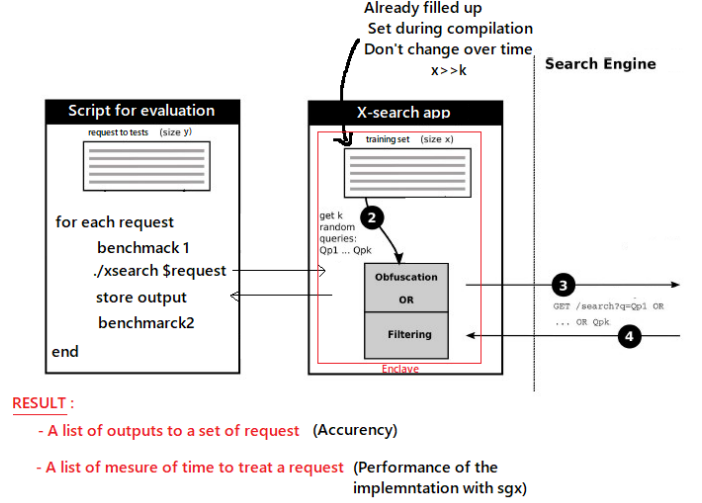 Already filled up
Set during compilation
Don't change over time
x>>k
Search Engine
Script for evaluation
request to tests (size y)
for each request
benchmack 1
./xsearch $request
store output
benchmarck2
end
X-search app
training set (size x)
get k
random
queries:
Qp1 ... Qpk
2
Obfuscation
OR
Filtering
Enclave
3
GET /search?q=Qp1 OR
... OR Qpk
4
RESULT :
- A list of outputs to a set of request (Accurency)
- A list of mesure of time to treat a request (Performance of the
implemntation with sgx)